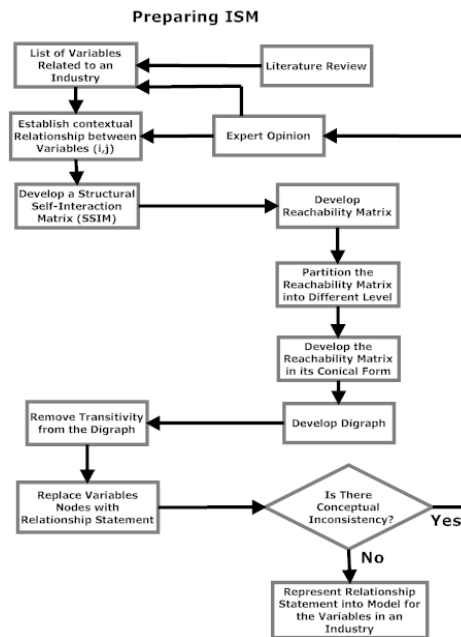 Preparing ISM
List of Variables
Related to an
Industry
Literature Review
Establish contextual
Relationship between
Variables (i,j)
Expert Opinion
Develop a Structural
Self-Interaction
Matrix (SSIM)
Develop
Reachability Matrix
Partition the
Reachability Matrix
into Different Level
Develop the
Reachability Matrix
in its Conical Form
Remove Transitivity
from the Digraph
Develop Digraph
Replace Variables
Nodes with
Relationship Statement
Is There
Conceptual
Inconsistency?
Yes
No
Represent Relationship
Statement into Model for
the Variables in an
Industry